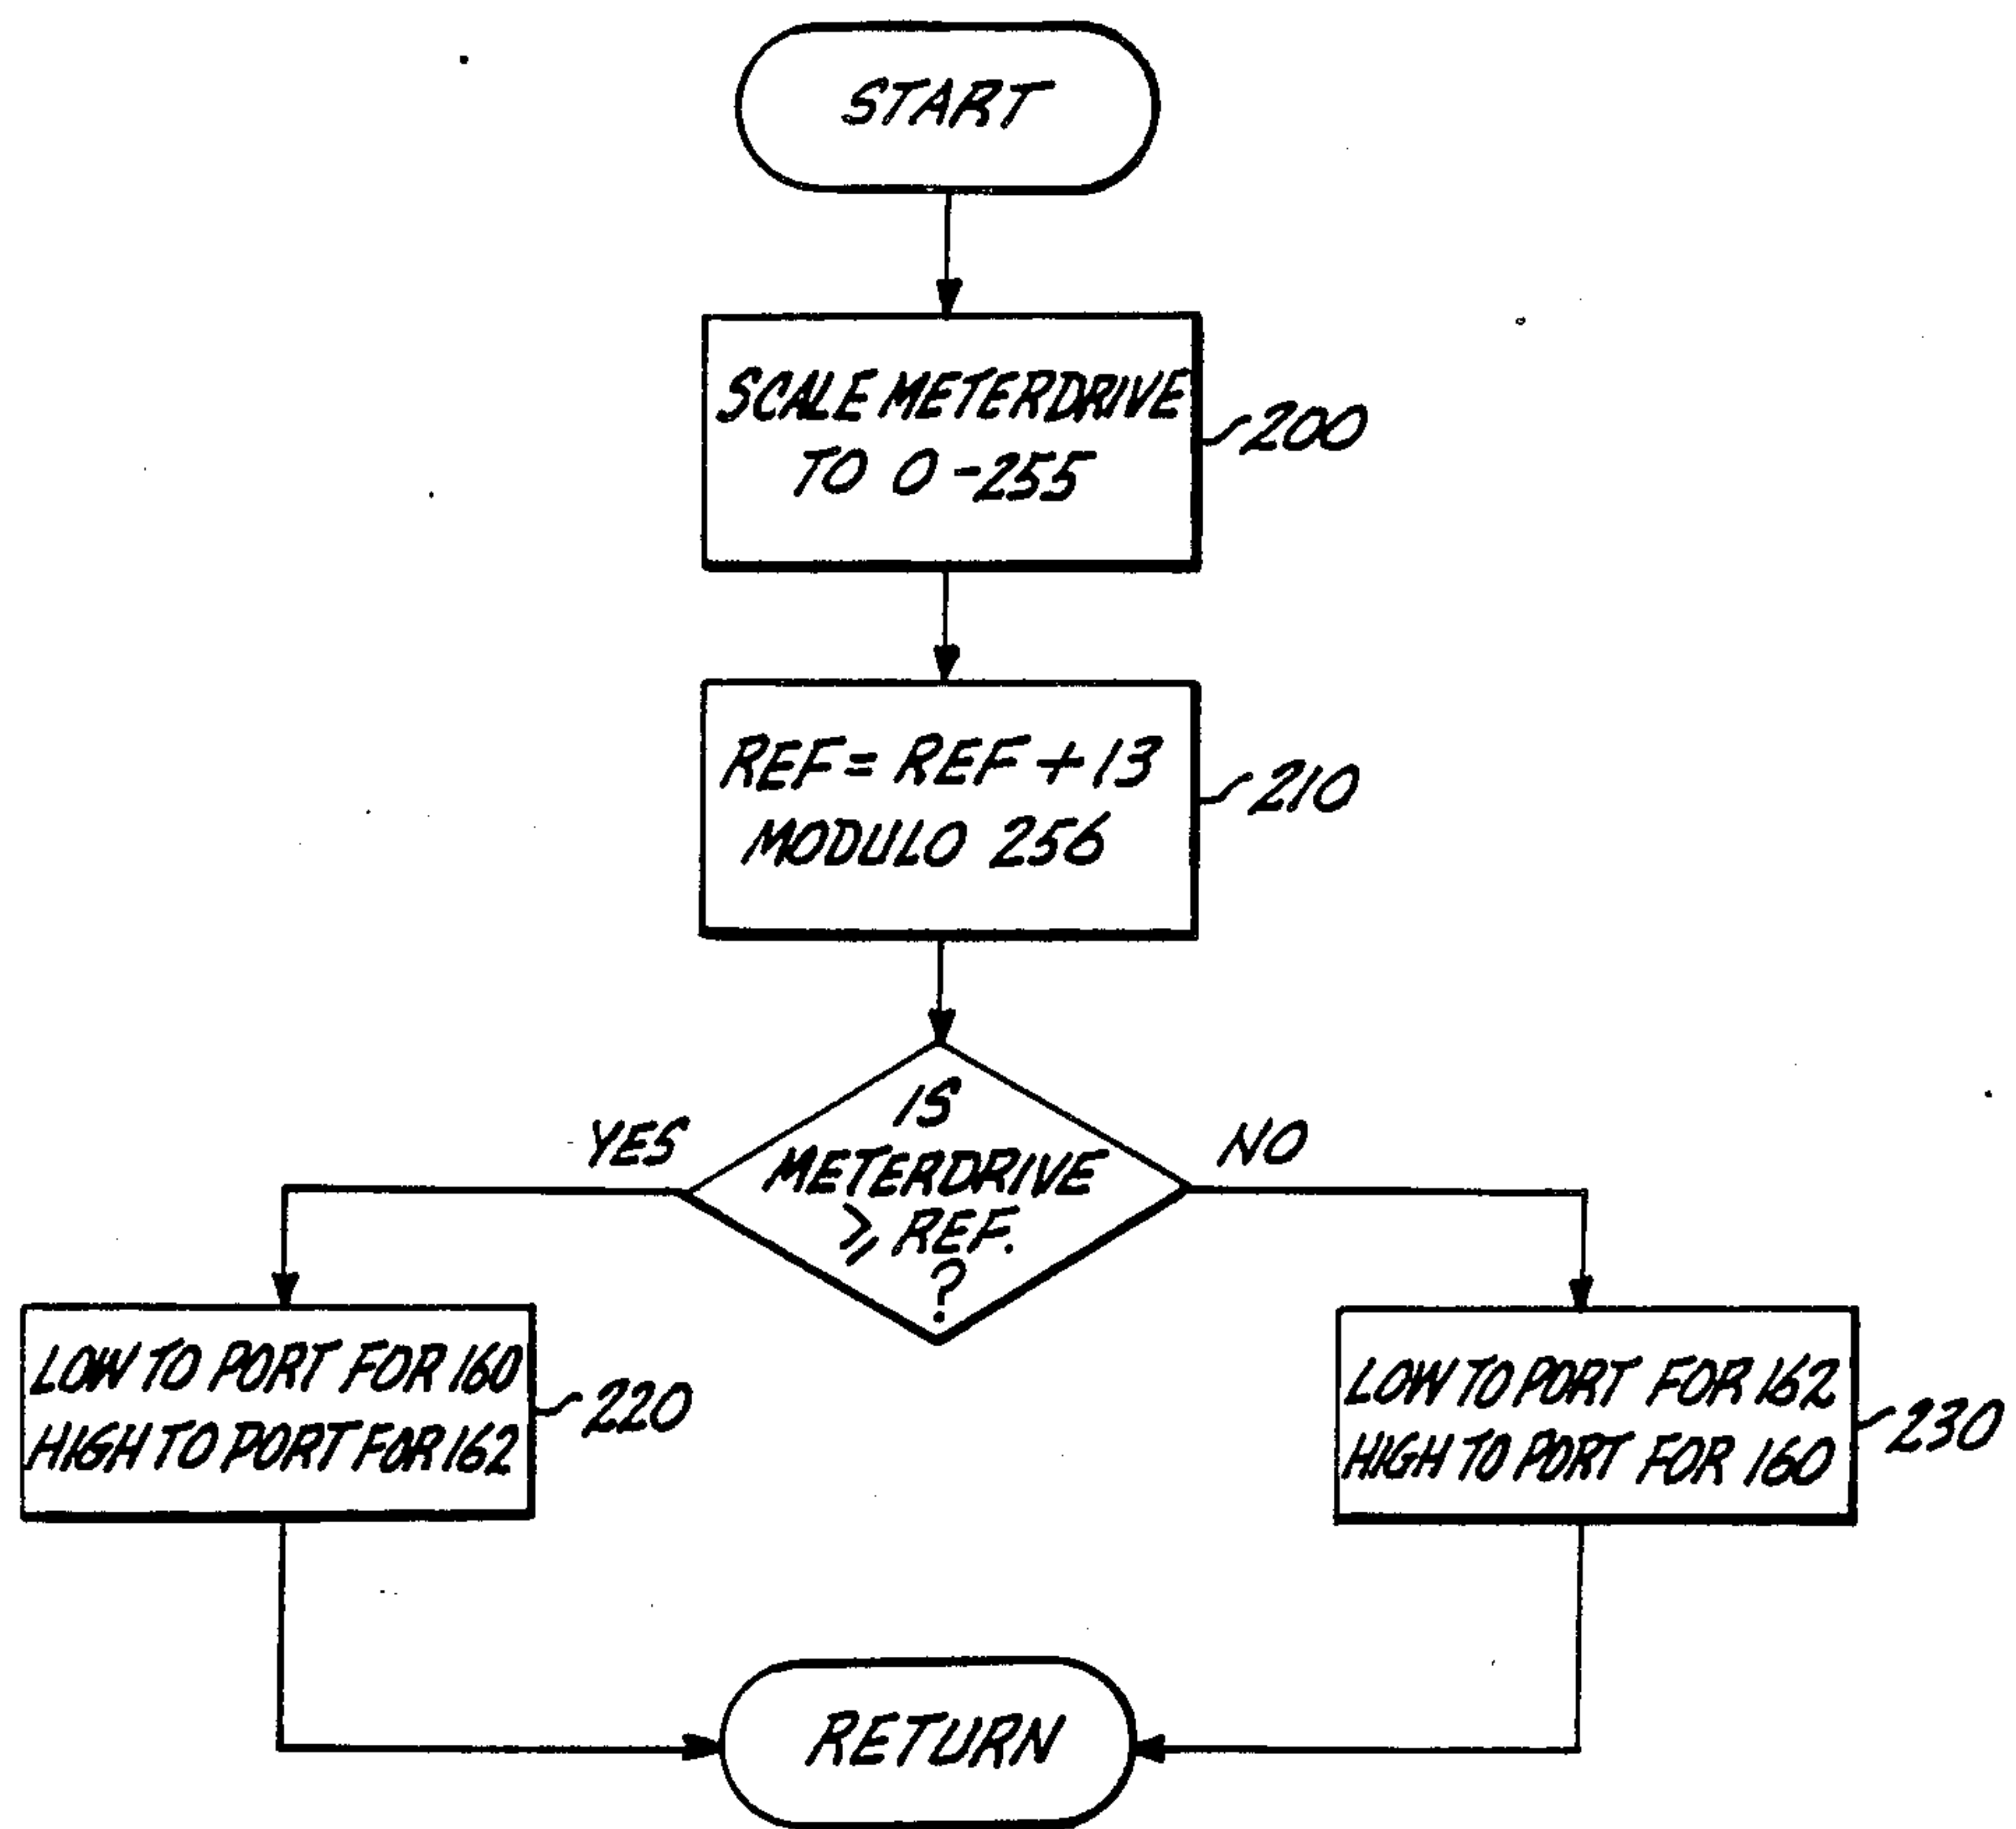 START
SCALE METERDRIVE
TO 0-255
200
REF = REF + 13
MODULO 256
210
IS
METERDRIVE
≥ REF.
?
YES
NO
LOW TO PORT FOR 160
HIGH TO PORT FOR 162
220
LOW TO PORT FOR 162
HIGH TO PORT FOR 160
230
RETURN